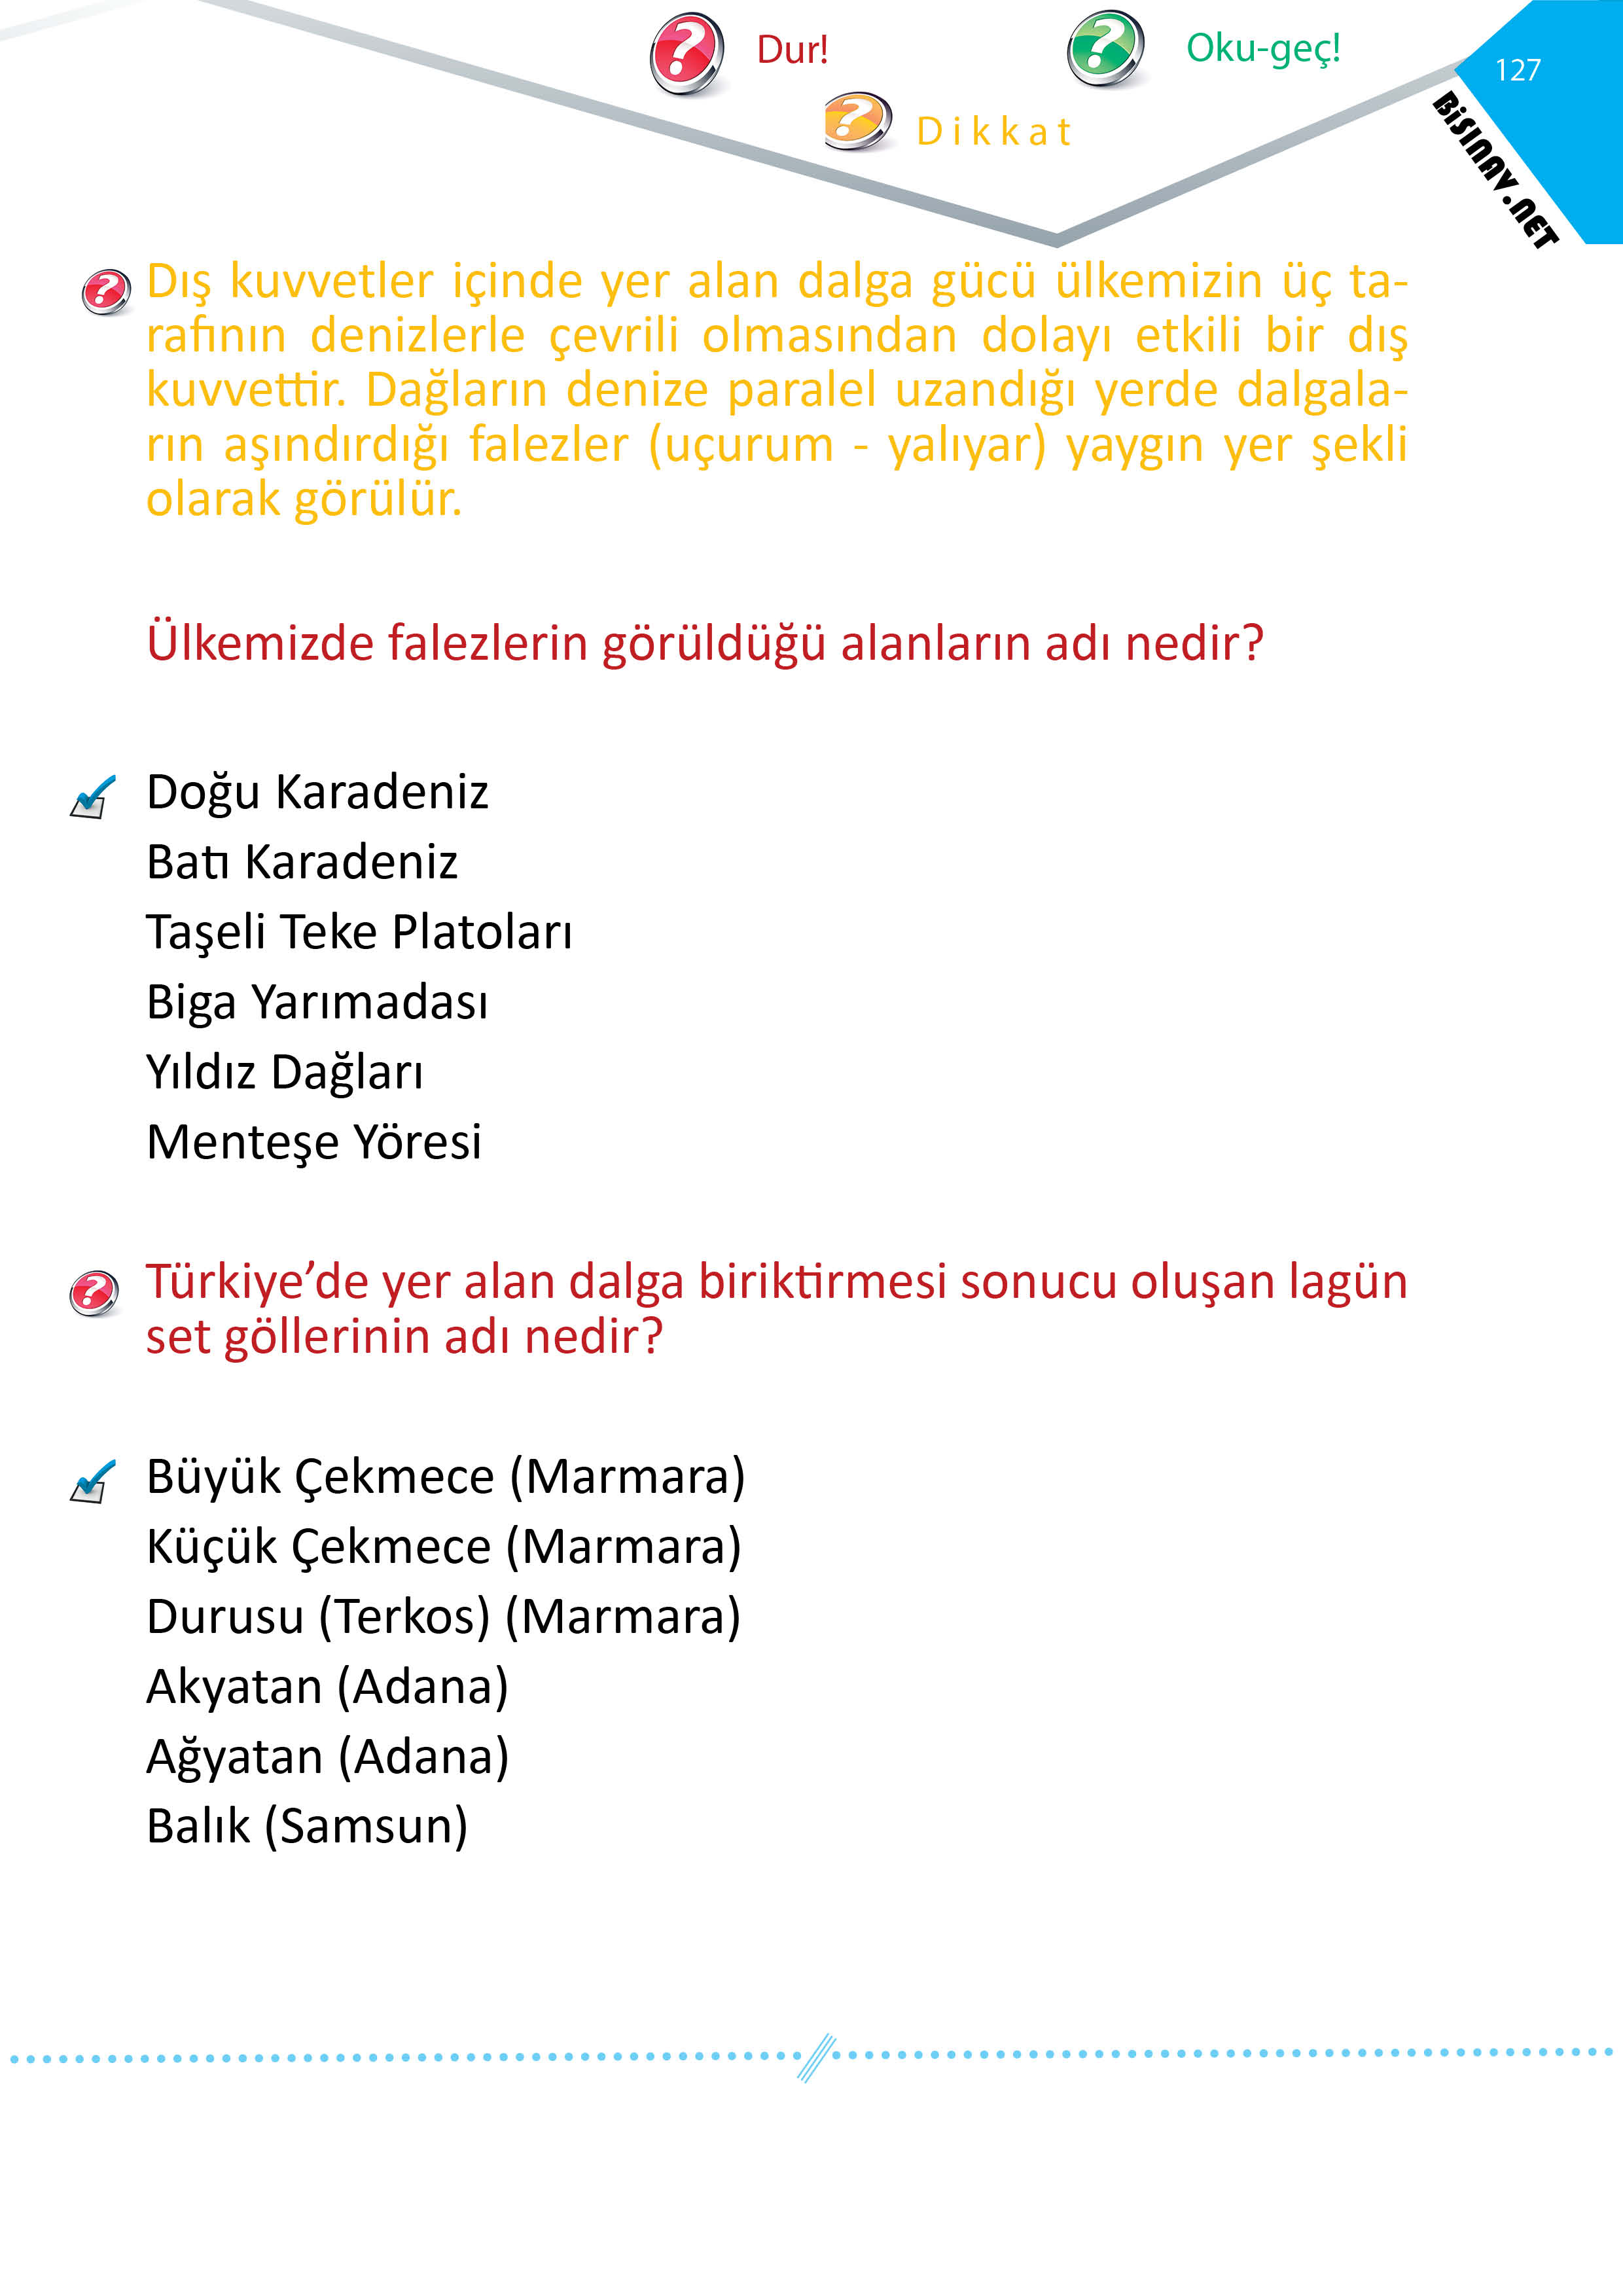 Dur!
Oku-geç!
Dikkat
127
BiSINAV.NET
Dış kuvvetler içinde yer alan dalga gücü ülkemizin üç ta-
rafının denizlerle çevrili olmasından dolayı etkili bir dış
kuvvettir. Dağların denize paralel uzandığı yerde dalgala-
rın aşındırdığı falezler (uçurum - yalıyar) yaygın yer şekli
olarak görülür.
Ülkemizde falezlerin görüldüğü alanların adı nedir?
Doğu Karadeniz
Batı Karadeniz
Taşeli Teke Platoları
Biga Yarımadası
Yıldız Dağları
Menteşe Yöresi
Türkiye’de yer alan dalga biriktirmesi sonucu oluşan lagün
set göllerinin adı nedir?
Büyük Çekmece (Marmara)
Küçük Çekmece (Marmara)
Durusu (Terkos) (Marmara)
Akyatan (Adana)
Ağyatan (Adana)
Balık (Samsun)